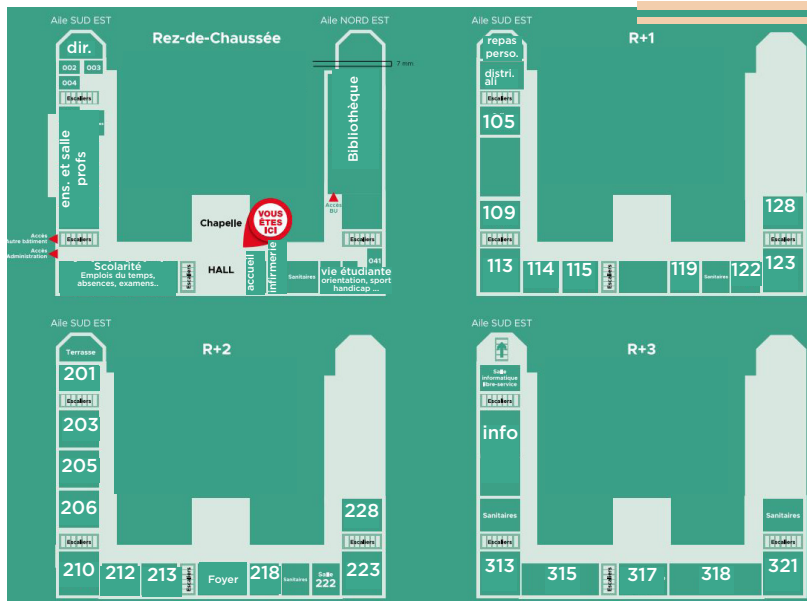 Aile SUD EST
Rez-de-Chaussée
Aile NORD EST
dir.
002
003
004
Escaliers
ens. et salle
profs
Bibliothèque
7 mm
Accès
BU
Chapelle
VOUS
ÊTES
ICI
Accès
Autre bâtiment
Accès
Administration
Escaliers
Escaliers
Scolarité
Emplois du temps,
absences, examens..
Escaliers
HALL
accueil
infirmerie
Sanitaires
041
vie étudiante
orientation, sport
handicap ...
Aile SUD EST
R+1
repas
perso.
distri.
ali
Escaliers
105
109
128
Escaliers
Escaliers
113
114
115
Escaliers
119
Sanitaires
122
123
Aile SUD EST
R+2
Terrasse
201
Escaliers
203
205
206
228
Escaliers
Escaliers
210
212
213
Escaliers
Foyer
218
Sanitaires
Salle
222
223
Aile SUD EST
R+3
Salle
informatique
libre-service
Escaliers
info
Sanitaires
Sanitaires
Escaliers
Escaliers
313
315
Escaliers
317
318
321